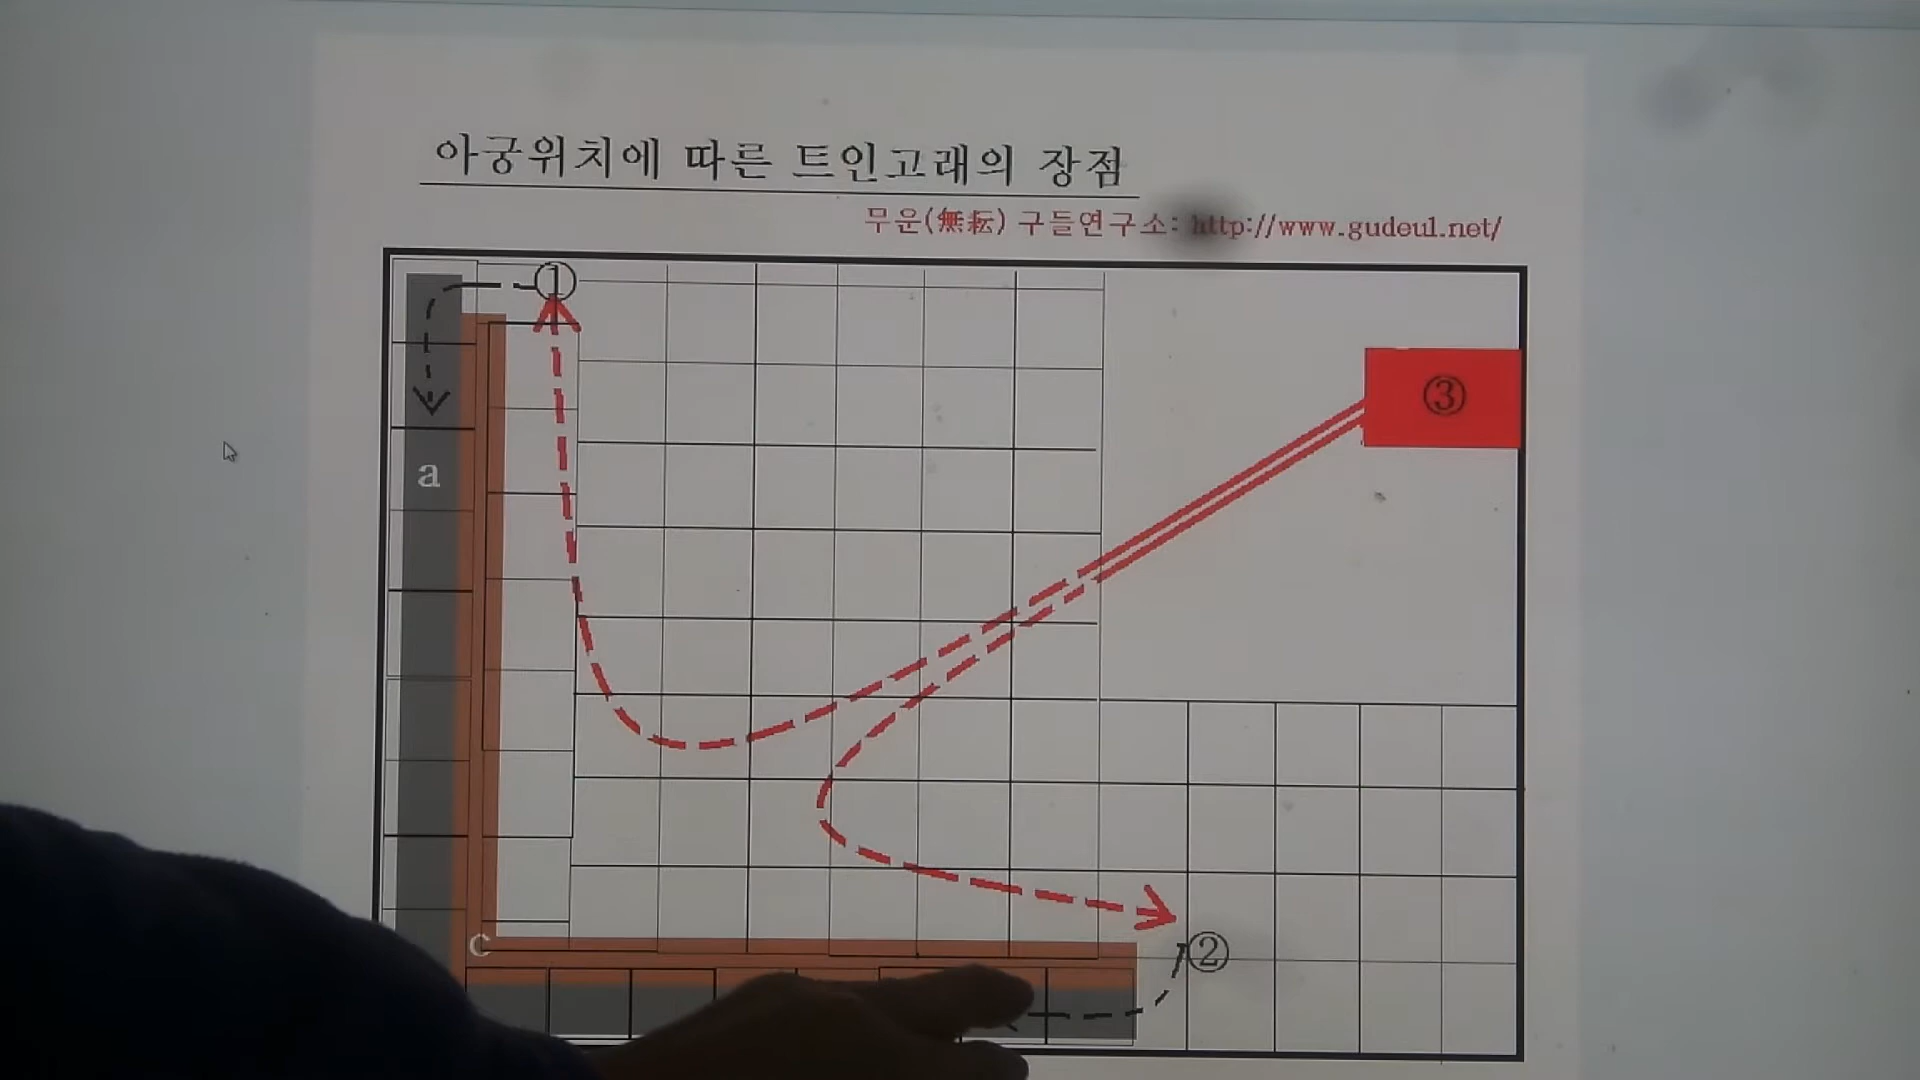 아궁위치에 따른 트인고래의 장점
무운(無耘) 구들연구소: http://www.gudeul.net/
①
③
a
c
②